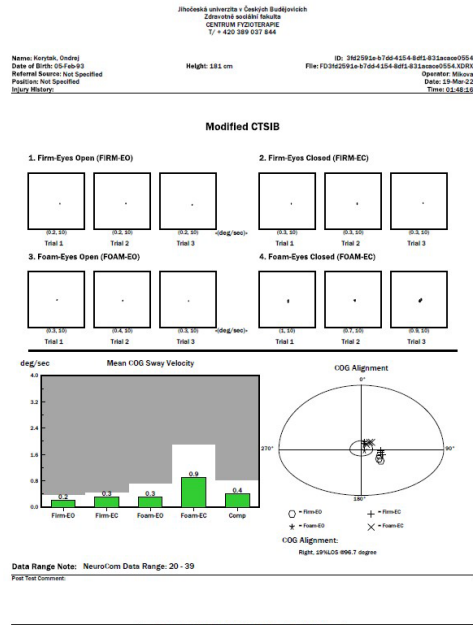 Jihočeská univerzita v Českých Budějovicích
Zdravotně sociální fakulta
CENTRUM FYZIOTERAPIE
T/ + 420 389 037 844
Name: Korytak, Ondrej
Date of Birth: 05-Feb-93
Referral Source: Not Specified
Position: Not Specified
Injury History:
Height: 181 cm
ID: 3fd2591e-b7dd-4154-8df1-831acace0554
File: FD3fd2591e-b7dd-4154-8df1-831acace0554.XDRX
Operator: Mikova
Date: 19-Mar-22
Time: 01:48:16
Modified CTSIB
1. Firm-Eyes Open (FIRM-EO)
2. Firm-Eyes Closed (FIRM-EC)
(0.2, 10) (0.2, 10) (0.2, 10) <(deg/sec)> (0.3, 10) (0.3, 10) (0.3, 10)
Trial 1 Trial 2 Trial 3 Trial 1 Trial 2 Trial 3
3. Foam-Eyes Open (FOAM-EO)
4. Foam-Eyes Closed (FOAM-EC)
(0.3, 10) (0.4, 10) (0.3, 10) <(deg/sec)> (1, 10) (0.7, 10) (0.9, 10)
Trial 1 Trial 2 Trial 3 Trial 1 Trial 2 Trial 3
deg/sec
Mean COG Sway Velocity
4.0
3.2
2.4
1.6
0.8
0.0
0.2 0.3 0.3 0.9 0.4
Firm-EO Firm-EC Foam-EO Foam-EC Comp
COG Alignment
0°
270°
90°
180°
= Firm-EO = Firm-EC
= Foam-EO = Foam-EC
COG Alignment:
Right, 19%LOS @96.7 degree
Data Range Note: NeuroCom Data Range: 20 - 39
Post Test Comment: